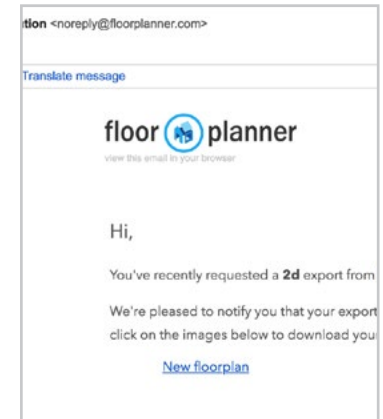 tion <noreply@floorplanner.com>
Translate message
floor planner
view this email in your browser
Hi,
You've recently requested a 2d export from
We're pleased to notify you that your export
click on the images below to download you
New floorplan